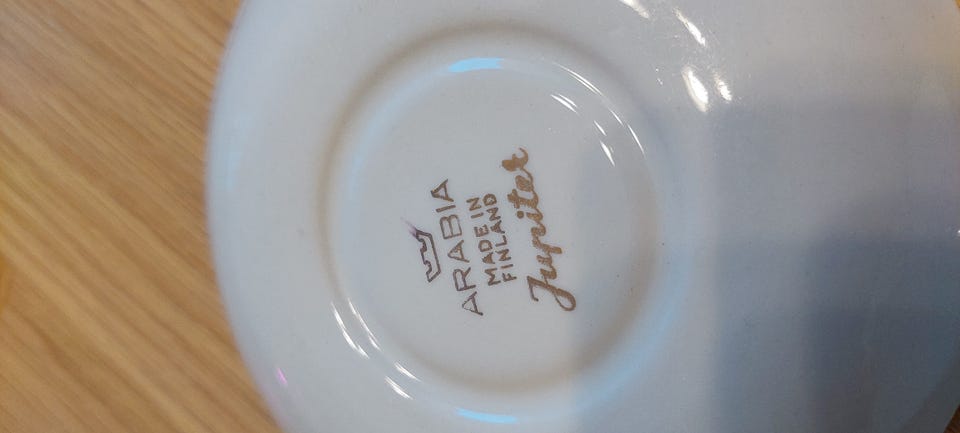 ARABIA
MADE IN
FINLAND
Jupiter